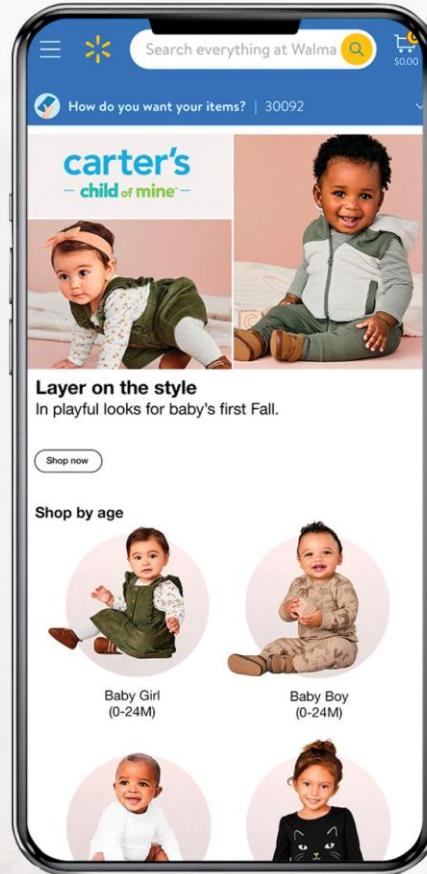 Search everything at Walma
$0.00
How do you want your items? | 30092
carter's
child of mine
Layer on the style
In playful looks for baby's first Fall.
Shop now
Shop by age
Baby Girl
(0-24M)
Baby Boy
(0-24M)